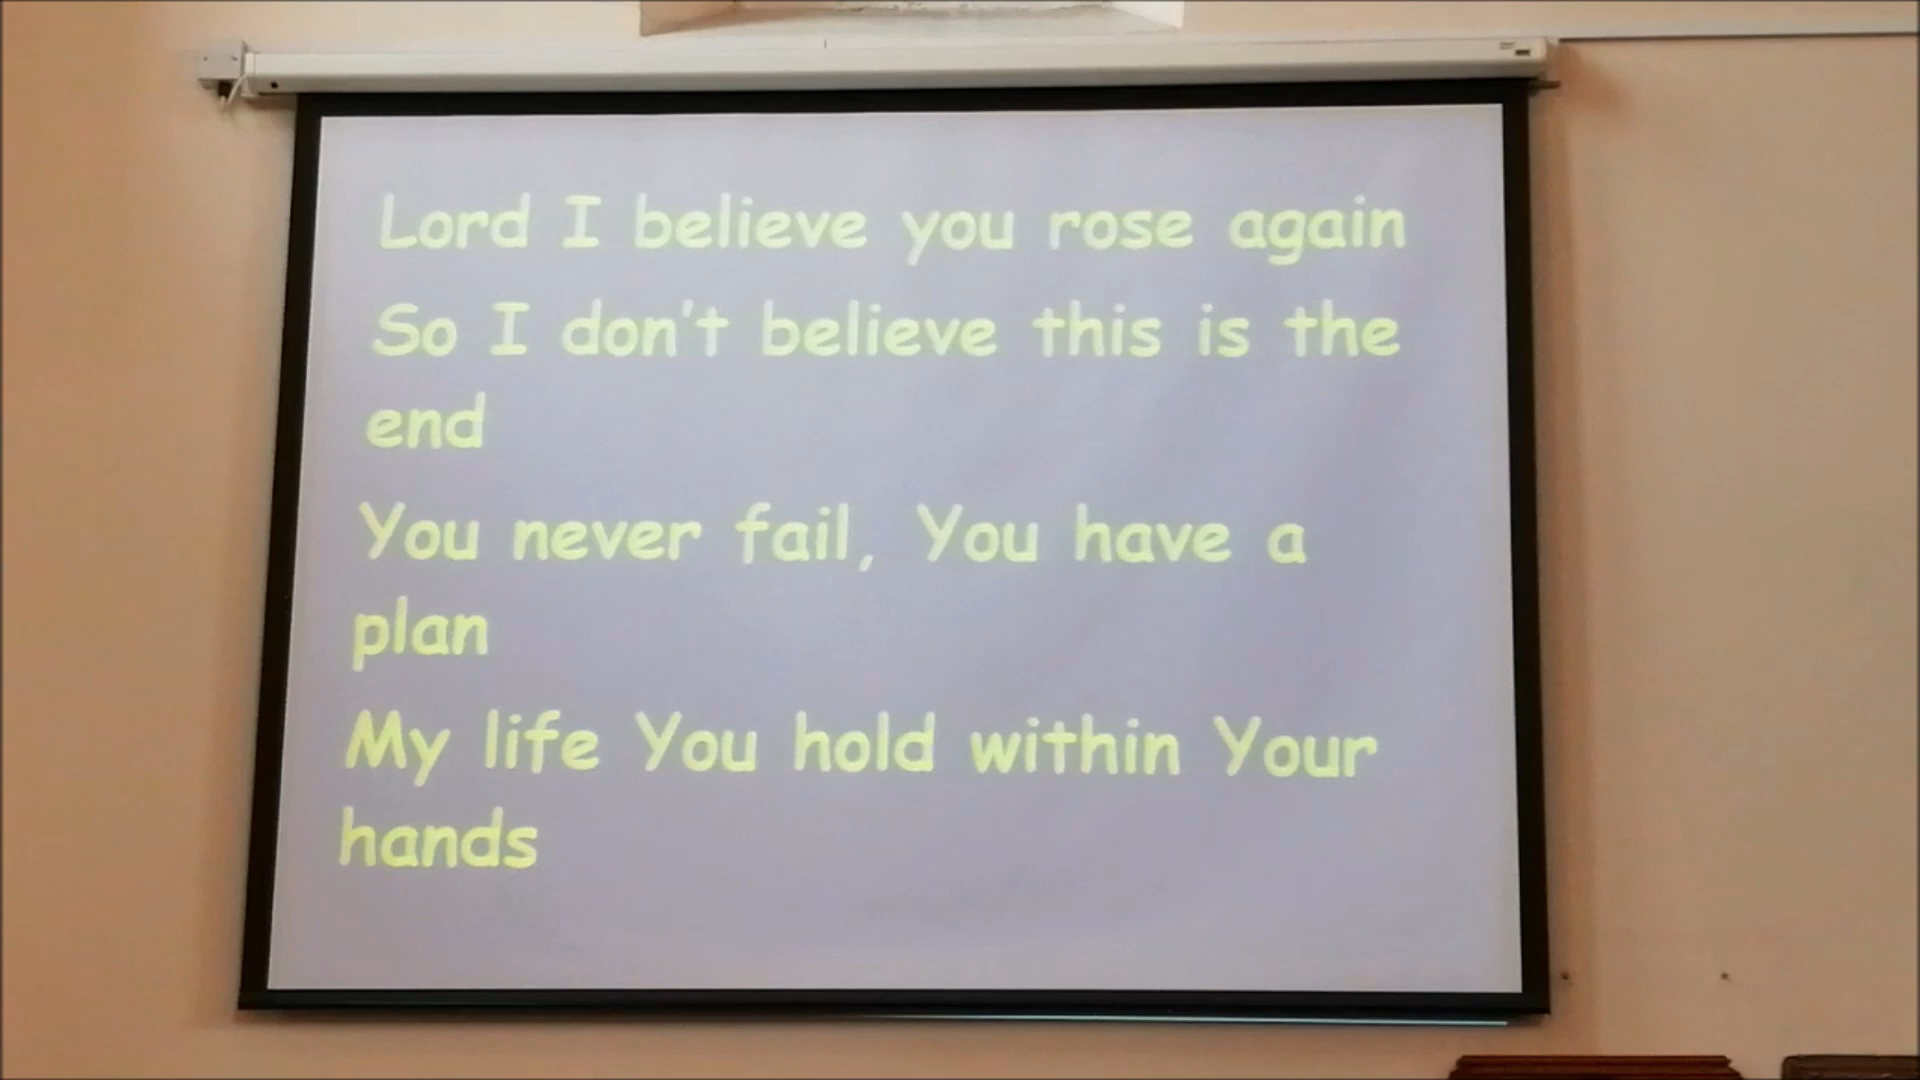 Lord I believe you rose again
So I don't believe this is the
end
You never fail, You have a
plan
My life You hold within Your
hands